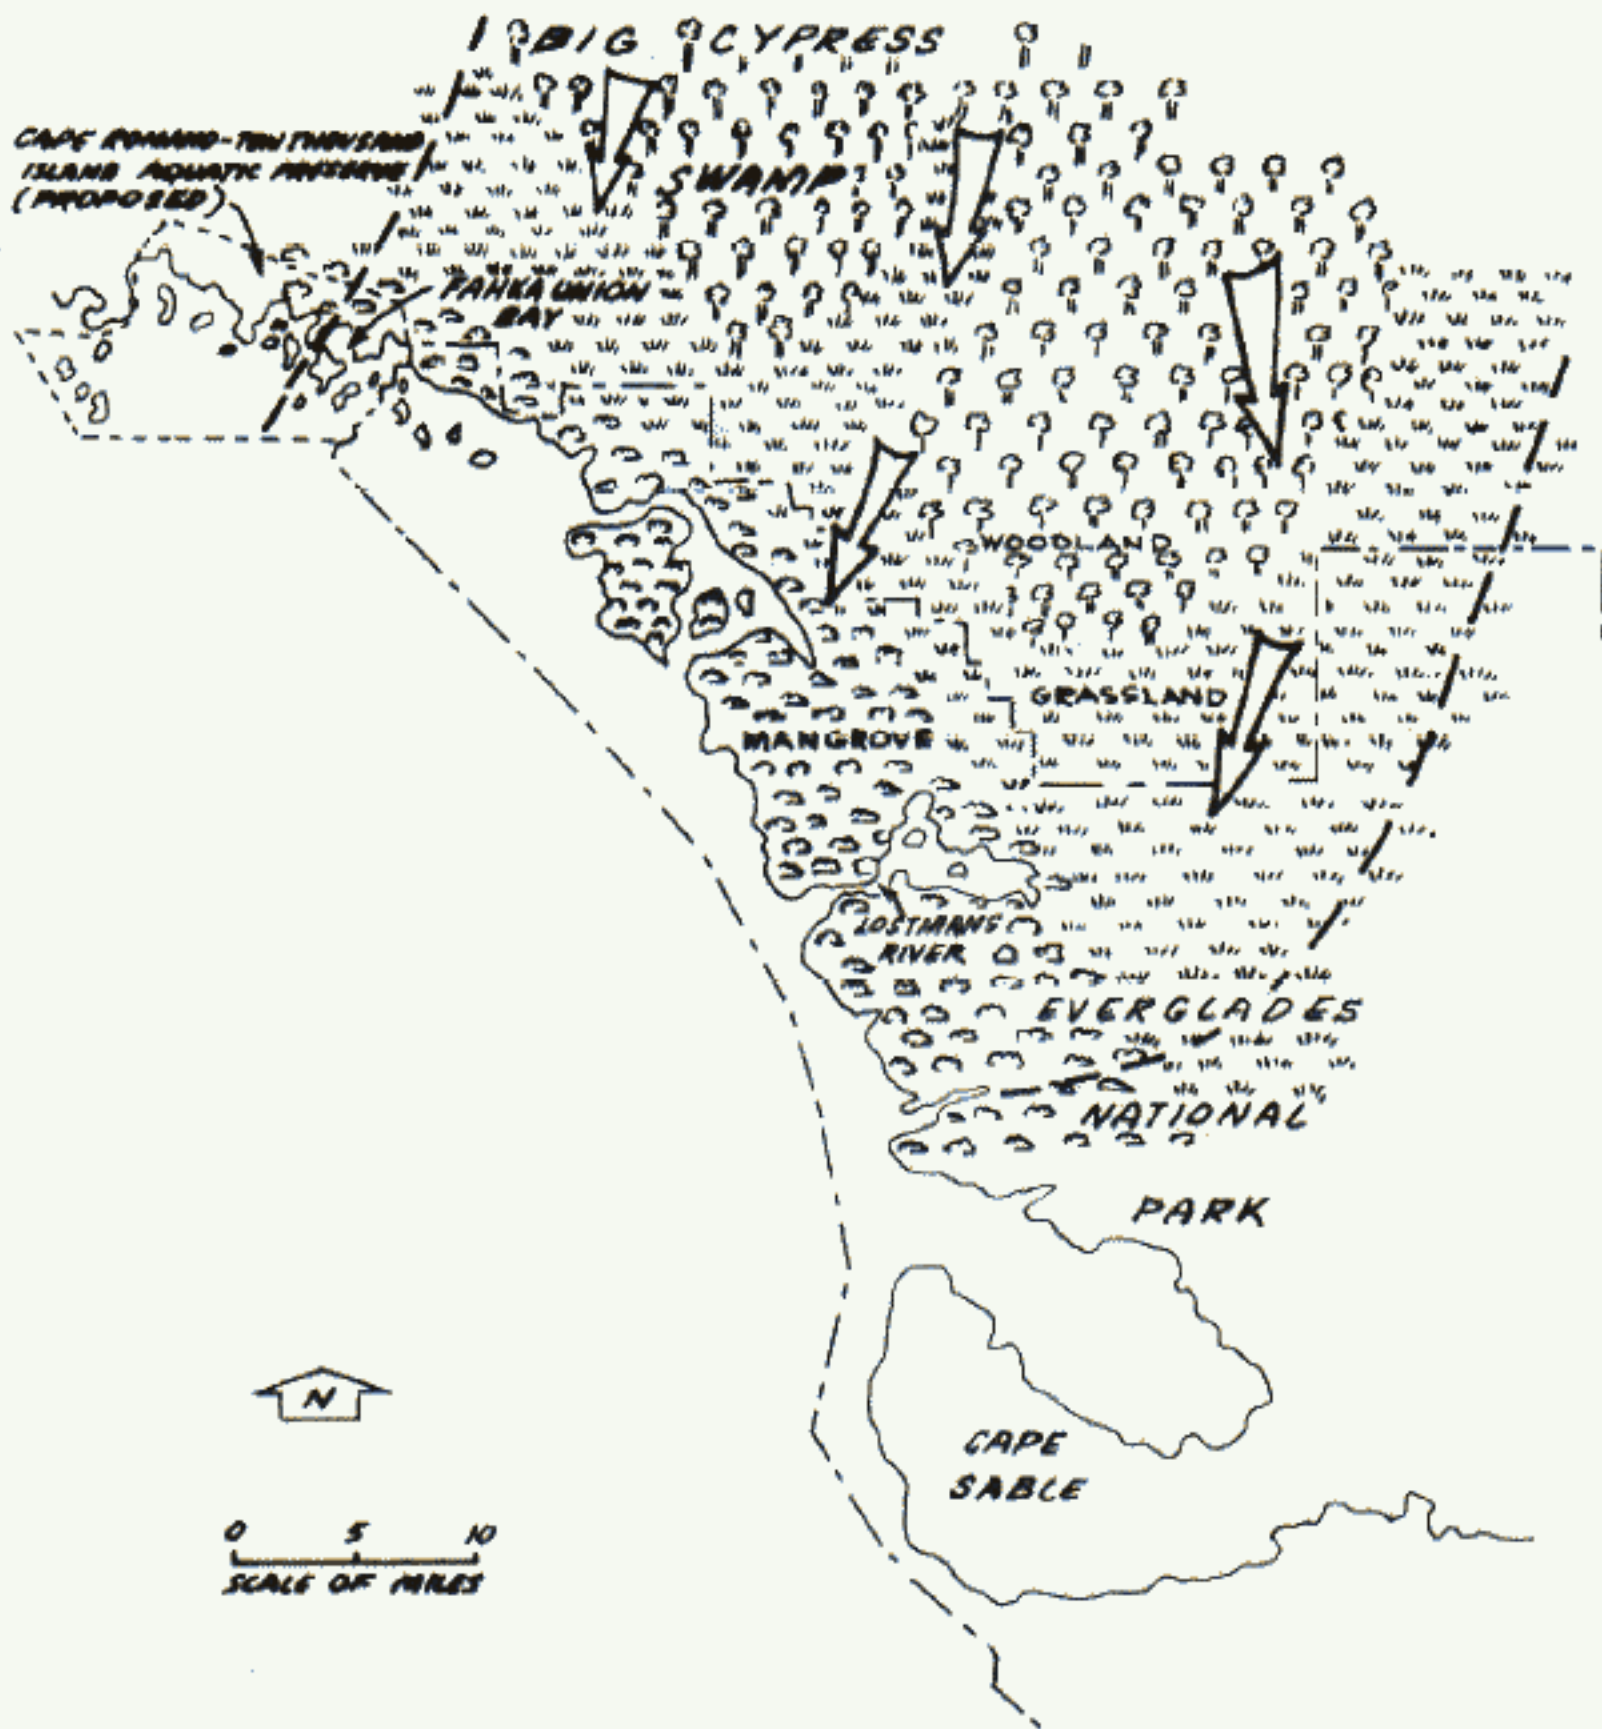 BIG CYPRESS
SWAMP
CAPE ROMANO-TEN THOUSAND
ISLAND AQUATIC PRESERVE
(PROPOSED)
FAHKA UNION
BAY
WOODLAND
GRASSLAND
MANGROVE
LOSTMANS
RIVER
EVERGLADES
NATIONAL
PARK
CAPE
SABLE
N
0 5 10
SCALE OF MILES